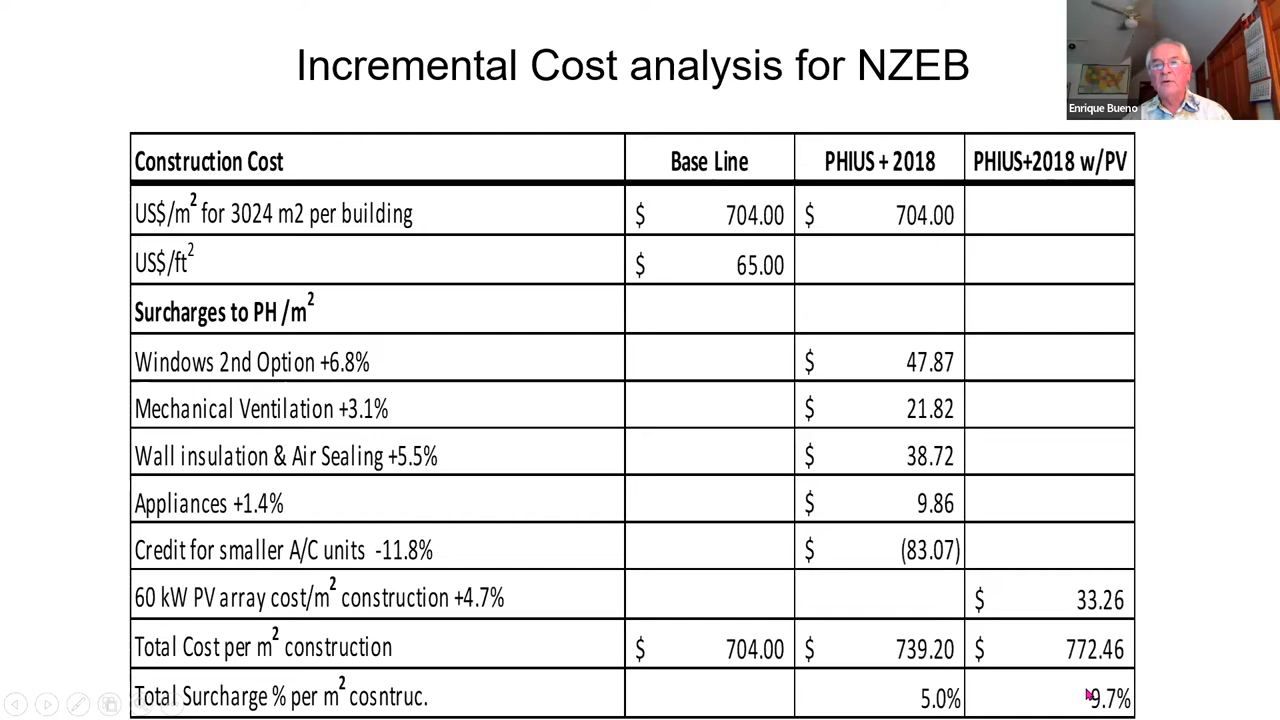 Incremental Cost analysis for NZEB
Enrique Bueno
Construction Cost Base Line PHIUS + 2018 PHIUS+2018 w/PV
US$/m² for 3024 m2 per building $ 704.00 $ 704.00
US$/ft² $ 65.00
Surcharges to PH /m²
Windows 2nd Option +6.8% $ 47.87
Mechanical Ventilation +3.1% $ 21.82
Wall insulation & Air Sealing +5.5% $ 38.72
Appliances +1.4% $ 9.86
Credit for smaller A/C units -11.8% $ (83.07)
60 kW PV array cost/m² construction +4.7% $ 33.26
Total Cost per m² construction $ 704.00 $ 739.20 $ 772.46
Total Surcharge % per m² cosntruc. 5.0% 9.7%